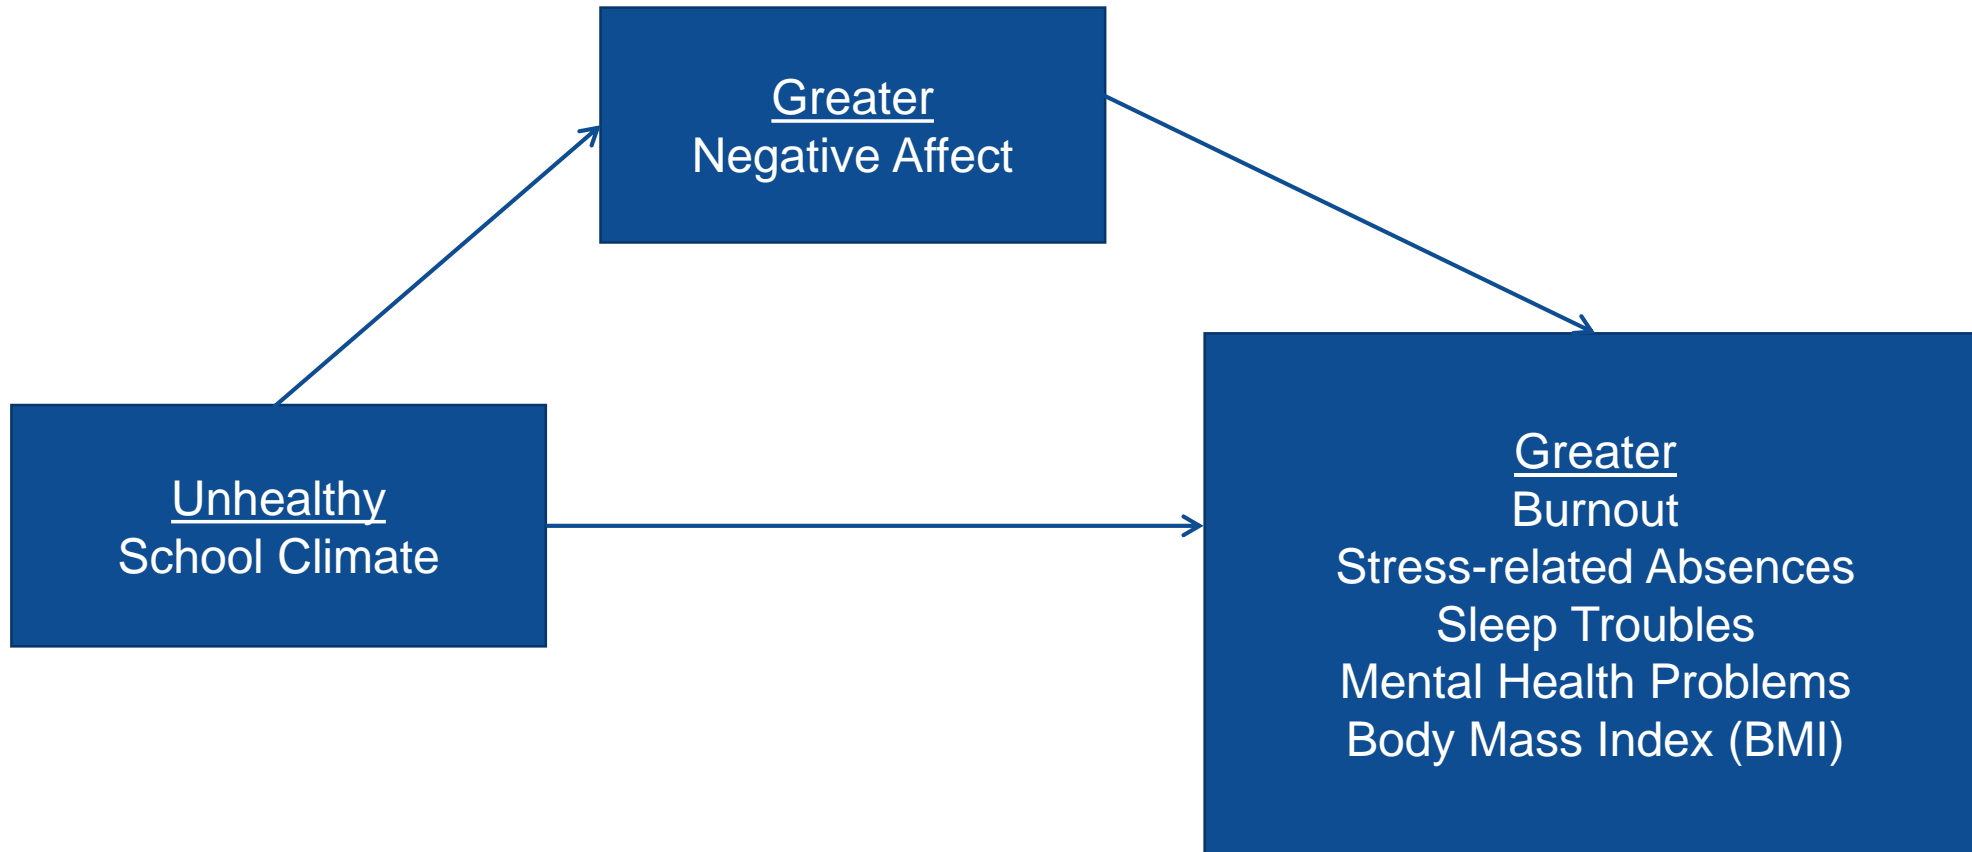 Greater
Negative Affect
Unhealthy
School Climate
Greater
Burnout
Stress-related Absences
Sleep Troubles
Mental Health Problems
Body Mass Index (BMI)